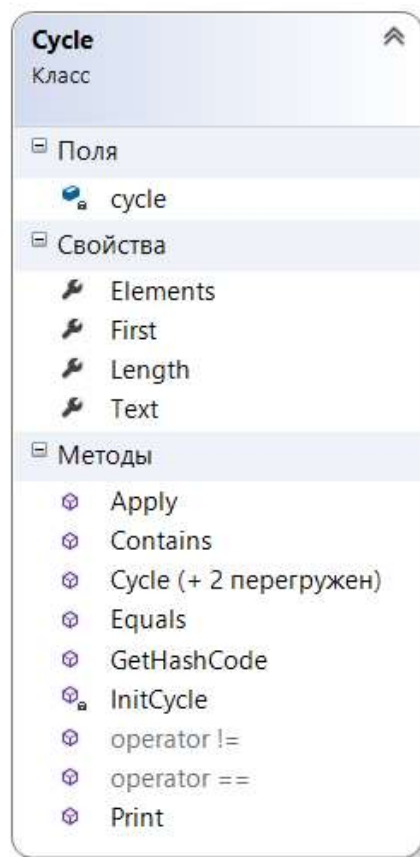 Cycle
Класс
Поля
cycle
Свойства
Elements
First
Length
Text
Методы
Apply
Contains
Cycle (+ 2 перегружен)
Equals
GetHashCode
InitCycle
operator !=
operator ==
Print